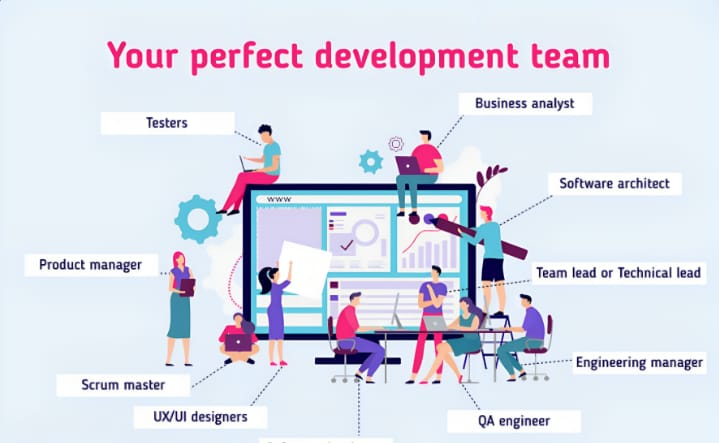 Your perfect development team
Business analyst
Testers
Software architect
www
Product manager
Team lead or Technical lead
Engineering manager
Scrum master
UX/UI designers
QA engineer